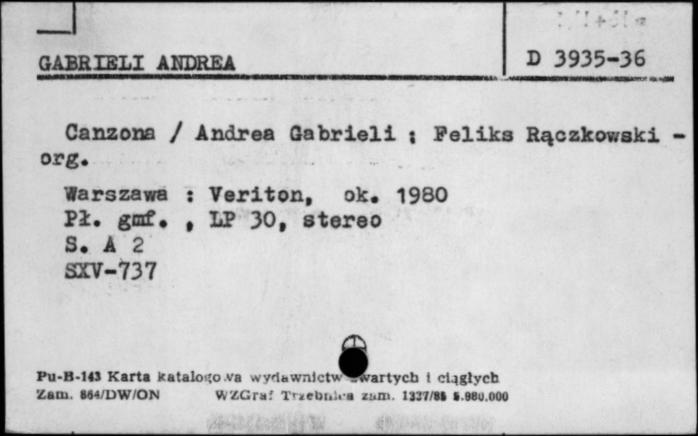 GABRIELI ANDREA
D 3935-36
Canzona / Andrea Gabrieli ; Feliks Rączkowski -
org.
Warszawa : Veriton, ok. 1980
Pł. gmf. , LP 30, stereo
S. A 2
SXV-737
Pu-B-143 Karta katalogowa wydawnictw zwartych i ciągłych
Zam. 864/DW/ON WZGraf Trzebnica zam. 1327/88 5.980.000